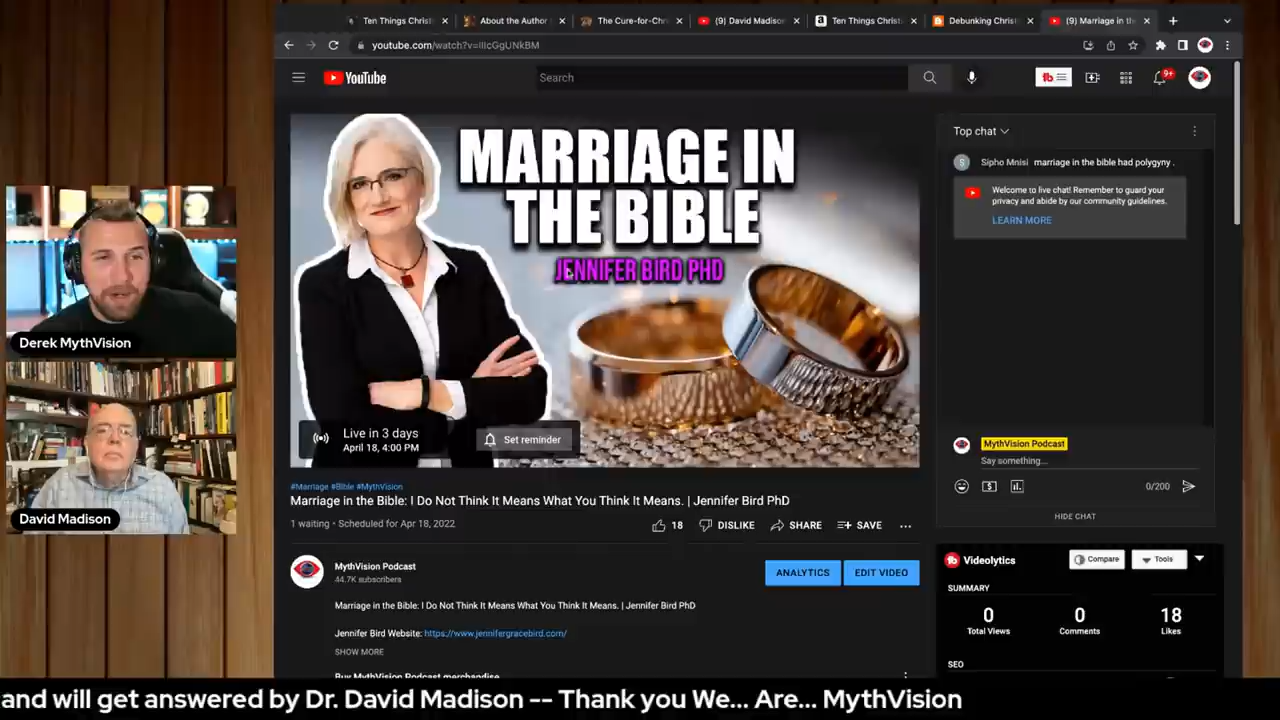 Ten Things Christ
About the Author
The Cure-for-Chri
(9) David Madison
Ten Things Christ
Debunking Christ
(9) Marriage in th
youtube.com/watch?v=IlIcGgUNkBM
YouTube
Search
9+
MARRIAGE IN
THE BIBLE
JENNIFER BIRD PHD
Live in 3 days
April 18, 4:00 PM
Set reminder
Top chat
S Sipho Mnisi marriage in the bible had polygyny .
Welcome to live chat! Remember to guard your
privacy and abide by our community guidelines.
LEARN MORE
MythVision Podcast
Say something...
0/200
HIDE CHAT
Derek MythVision
David Madison
#Marriage #Bible #MythVision
Marriage in the Bible: I Do Not Think It Means What You Think It Means. | Jennifer Bird PhD
1 waiting • Scheduled for Apr 18, 2022
18 DISLIKE SHARE SAVE
MythVision Podcast
44.7K subscribers
ANALYTICS EDIT VIDEO
Marriage in the Bible: I Do Not Think It Means What You Think It Means. | Jennifer Bird PhD
Jennifer Bird Website: https://www.jennifergracebird.com/
SHOW MORE
Buy MythVision Podcast merchandise
Videolytics Compare Tools
SUMMARY
0 0 18
Total Views Comments Likes
SEO
and will get answered by Dr. David Madison -- Thank you We... Are... MythVision